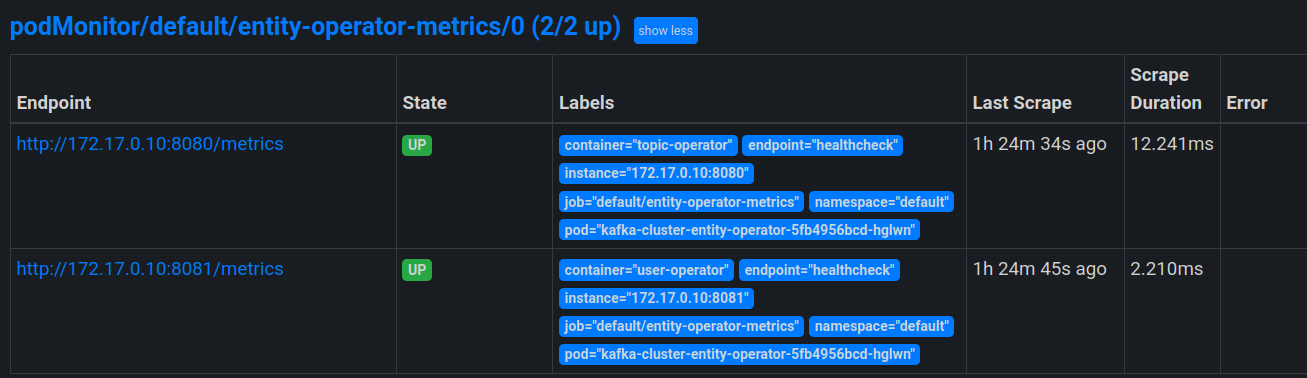 podMonitor/default/entity-operator-metrics/0 (2/2 up) show less
Endpoint State Labels Last Scrape Scrape Duration Error
http://172.17.0.10:8080/metrics UP container="topic-operator" endpoint="healthcheck" 1h 24m 34s ago 12.241ms
instance="172.17.0.10:8080"
job="default/entity-operator-metrics" namespace="default"
pod="kafka-cluster-entity-operator-5fb4956bcd-hglwn"
http://172.17.0.10:8081/metrics UP container="user-operator" endpoint="healthcheck" 1h 24m 45s ago 2.210ms
instance="172.17.0.10:8081"
job="default/entity-operator-metrics" namespace="default"
pod="kafka-cluster-entity-operator-5fb4956bcd-hglwn"